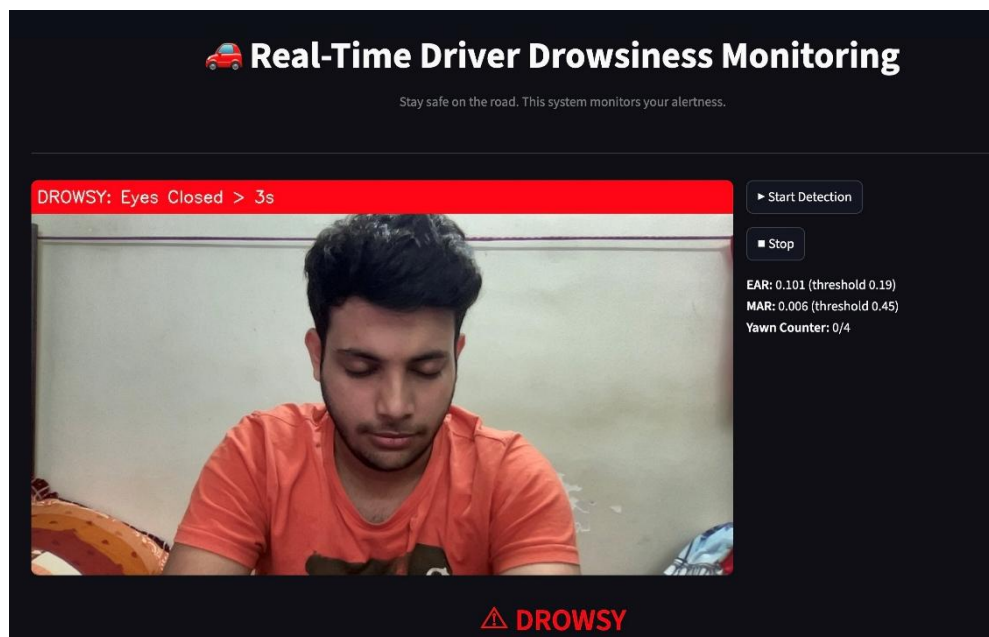 🚗 Real-Time Driver Drowsiness Monitoring
Stay safe on the road. This system monitors your alertness.
DROWSY: Eyes Closed > 3s
▶ Start Detection
■ Stop
EAR: 0.101 (threshold 0.19)
MAR: 0.006 (threshold 0.45)
Yawn Counter: 0/4
⚠ DROWSY